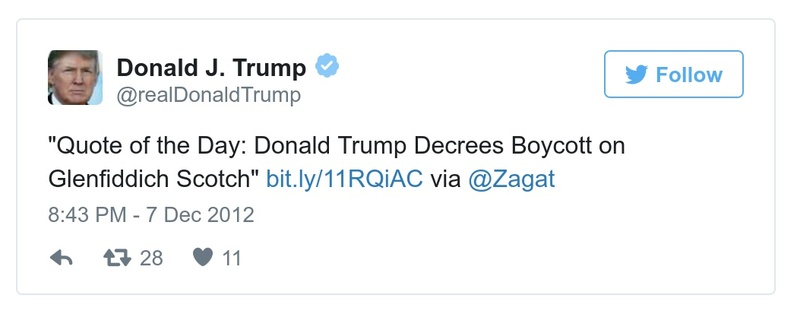 Donald J. Trump
@realDonaldTrump
Follow
"Quote of the Day: Donald Trump Decrees Boycott on
Glenfiddich Scotch" bit.ly/11RQiAC via @Zagat
8:43 PM - 7 Dec 2012
28 11